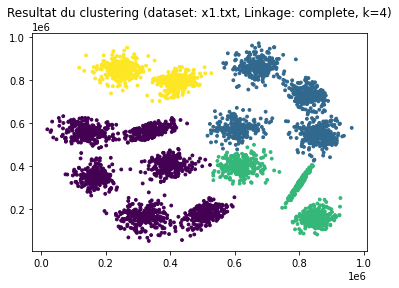 Resultat du clustering (dataset: x1.txt, Linkage: complete, k=4)
1e6
1.0
0.8
0.6
0.4
0.2
0.0 0.2 0.4 0.6 0.8 1.0
1e6